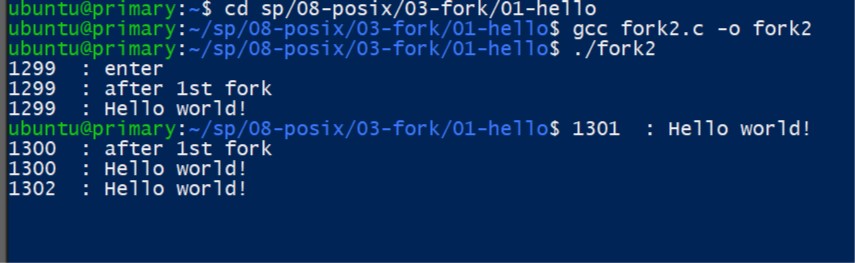 ubuntu@primary:~$ cd sp/08-posix/03-fork/01-hello
ubuntu@primary:~/sp/08-posix/03-fork/01-hello$ gcc fork2.c -o fork2
ubuntu@primary:~/sp/08-posix/03-fork/01-hello$ ./fork2
1299  : enter
1299  : after 1st fork
1299  : Hello world!
ubuntu@primary:~/sp/08-posix/03-fork/01-hello$ 1301  : Hello world!
1300  : after 1st fork
1300  : Hello world!
1302  : Hello world!